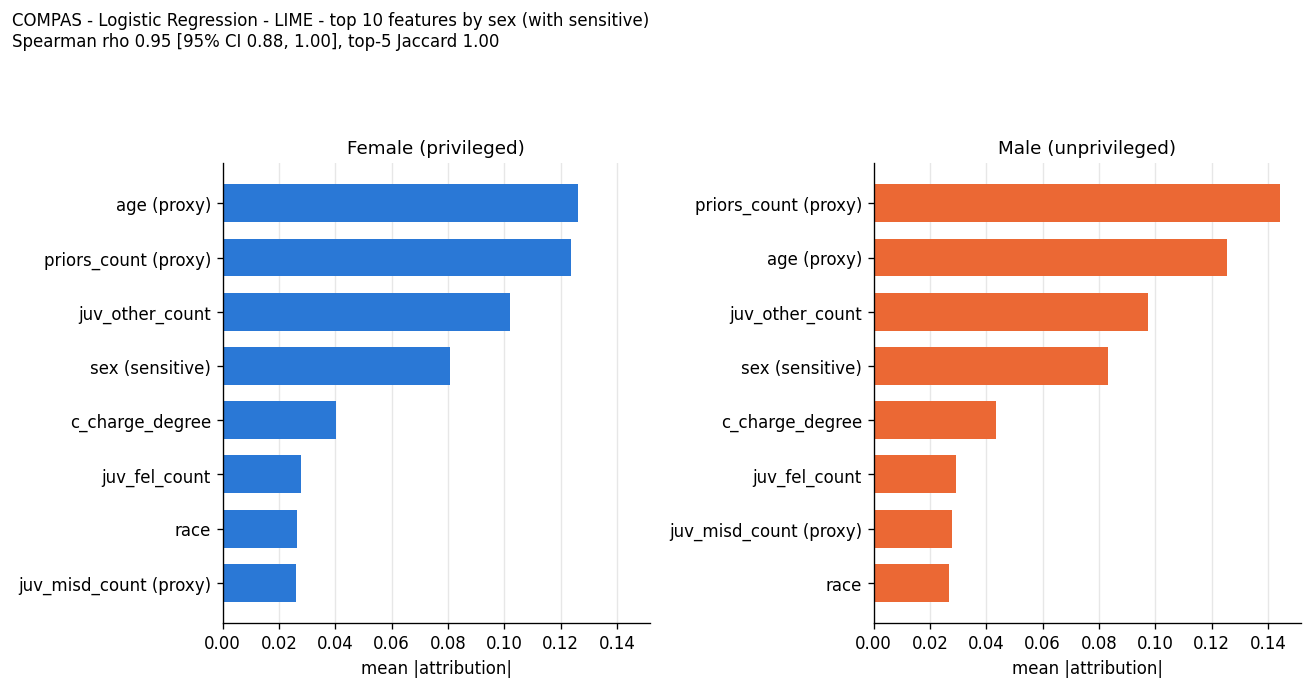 COMPAS - Logistic Regression - LIME - top 10 features by sex (with sensitive)
Spearman rho 0.95 [95% CI 0.88, 1.00], top-5 Jaccard 1.00
Female (privileged)
age (proxy)
priors_count (proxy)
juv_other_count
sex (sensitive)
c_charge_degree
juv_fel_count
race
juv_misd_count (proxy)
0.00 0.02 0.04 0.06 0.08 0.10 0.12 0.14
mean |attribution|
Male (unprivileged)
priors_count (proxy)
age (proxy)
juv_other_count
sex (sensitive)
c_charge_degree
juv_fel_count
juv_misd_count (proxy)
race
0.00 0.02 0.04 0.06 0.08 0.10 0.12 0.14
mean |attribution|